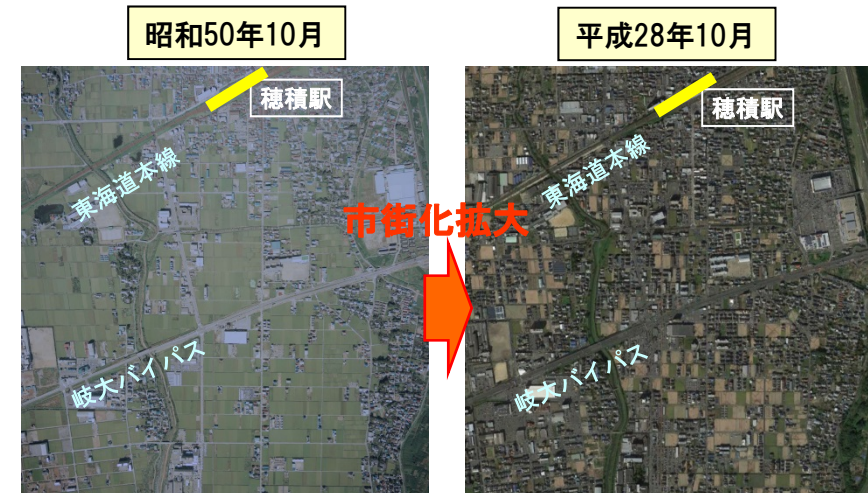 昭和50年10月
平成28年10月
穂積駅
穂積駅
東海道本線
東海道本線
市街化拡大
岐大バイパス
岐大バイパス